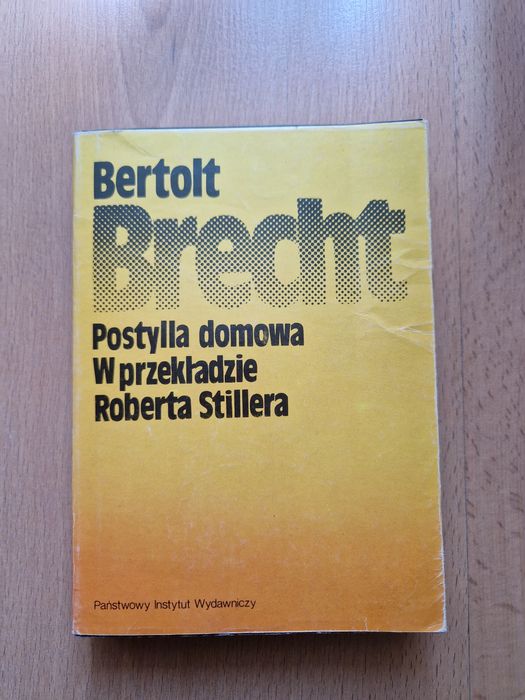 Bertolt
Brecht
Postylla domowa
W przekładzie
Roberta Stillera
Państwowy Instytut Wydawniczy